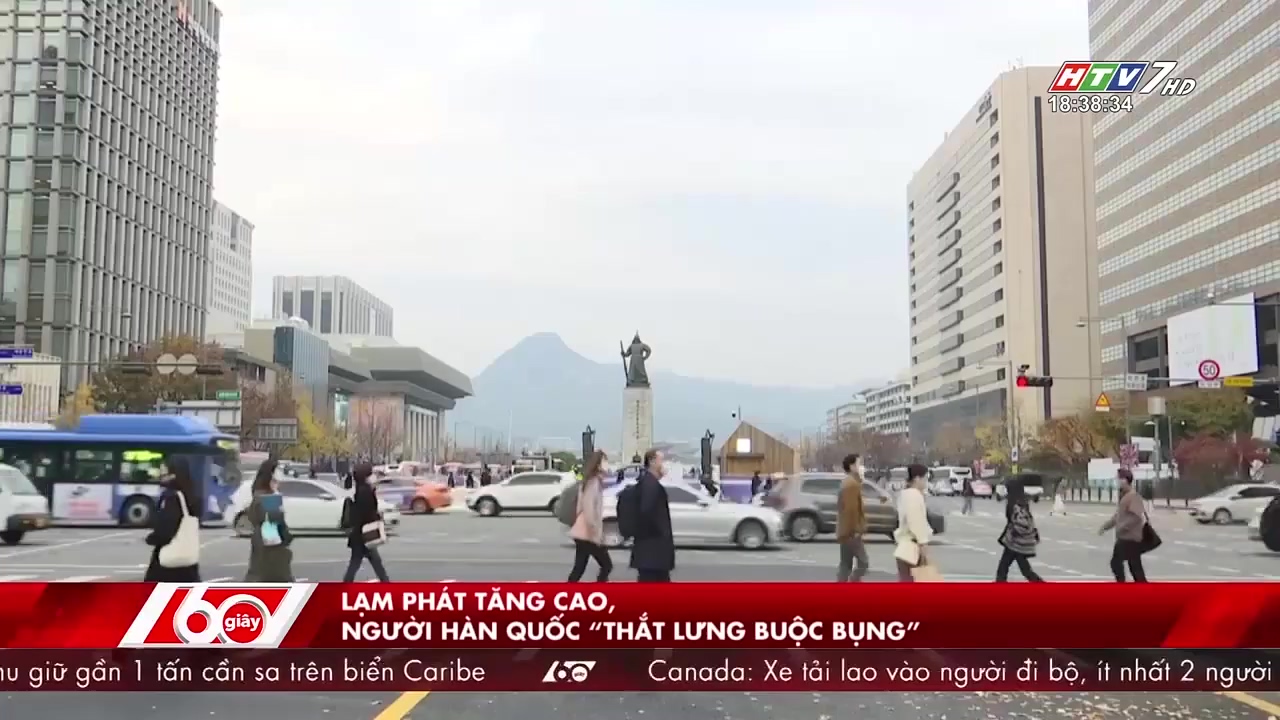 HTV7 HD
18:38:34
50
60 giây
LẠM PHÁT TĂNG CAO,
NGƯỜI HÀN QUỐC “THẮT LƯNG BUỘC BỤNG”
giữ gần 1 tấn cần sa trên biển Caribe
60 giây
Canada: Xe tải lao vào người đi bộ, ít nhất 2 người